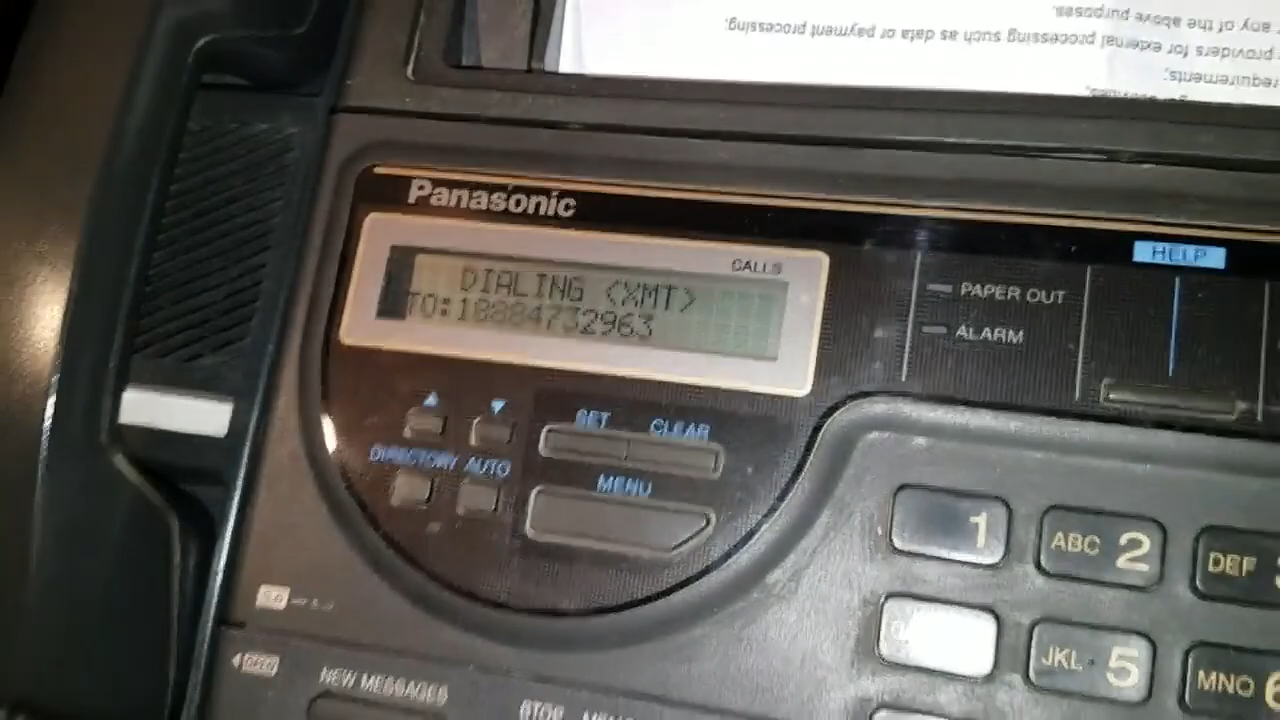 any of the above purposes.
providers for external processing such as data or payment processing.
requirements;
Panasonic
CALLS
DIALING (XMT)
TO:18884732963
HELP
PAPER OUT
ALARM
SET CLEAR
DIRECTORY AUTO
MENU
1
ABC 2
DEF
JKL 5
MNO 6
OPEN
NEW MESSAGES
STOP